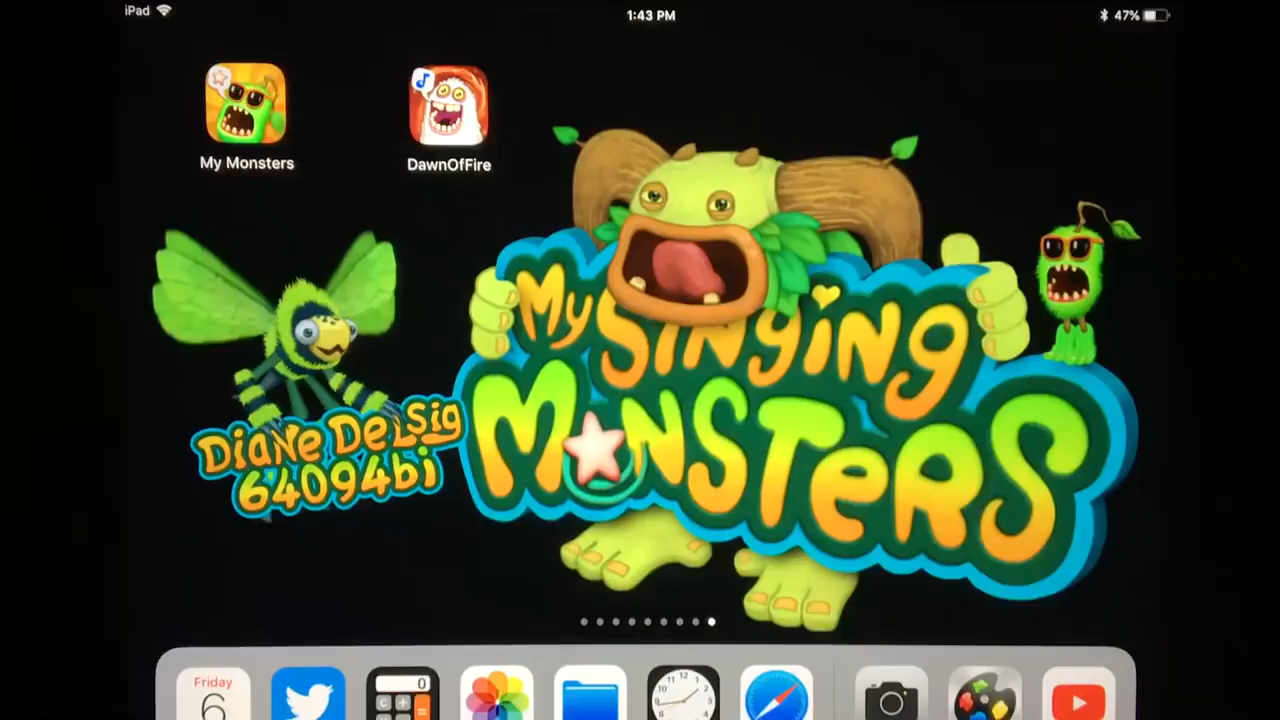 iPad
1:43 PM
47%
My Monsters
DawnOfFire
My Singing
Monsters
Diane DeLSig
64094bi
Friday
6
0